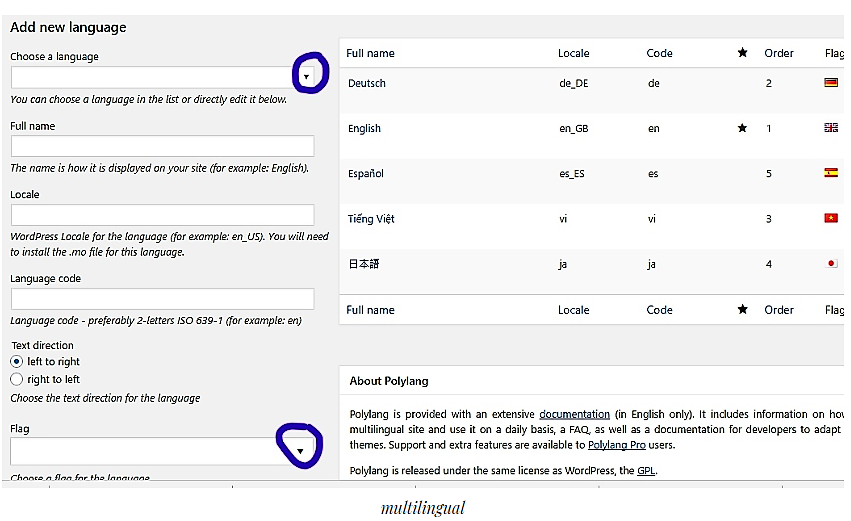 Add new language
Choose a language
You can choose a language in the list or directly edit it below.
Full name
The name is how it is displayed on your site (for example: English).
Locale
WordPress Locale for the language (for example: en_US). You will need
to install the .mo file for this language.
Language code
Language code - preferably 2-letters ISO 639-1 (for example: en)
Text direction
left to right
right to left
Choose the text direction for the language
Flag
Choose a flag for the language
Full name Locale Code ★ Order Flag
Deutsch de_DE de 2
English en_GB en ★ 1
Español es_ES es 5
Tiếng Việt vi vi 3
日本語 ja ja 4
Full name Locale Code ★ Order Flag
About Polylang
Polylang is provided with an extensive documentation (in English only). It includes information on how
multilingual site and use it on a daily basis, a FAQ, as well as a documentation for developers to adapt
themes. Support and extra features are available to Polylang Pro users.
Polylang is released under the same license as WordPress, the GPL.
multilingual